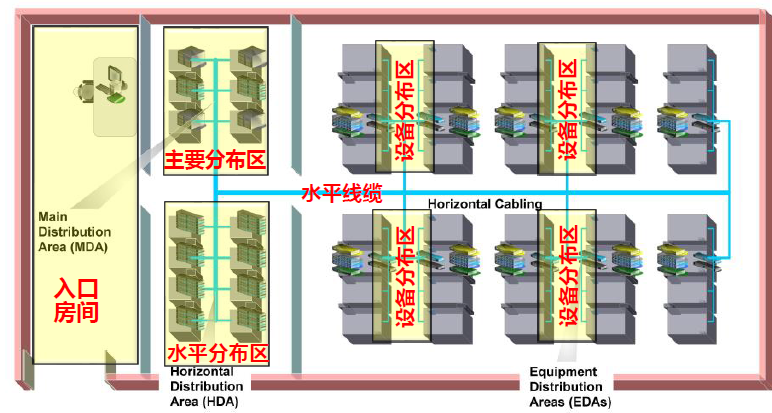 设备分布区
设备分布区
主要分布区
水平线缆
Horizontal Cabling
Main
Distribution
Area (MDA)
入口
房间
设备分布区
设备分布区
水平分布区
Horizontal
Distribution
Area (HDA)
Equipment
Distribution
Areas (EDAs)